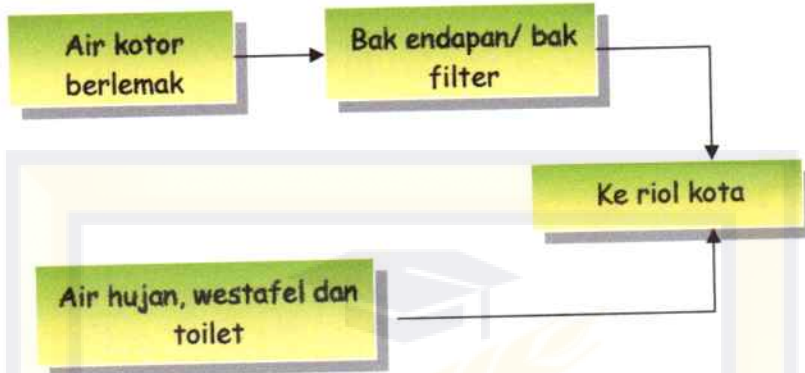 Air kotor
berlemak
Bak endapan/ bak
filter
Ke riol kota
Air hujan, westafel dan
toilet